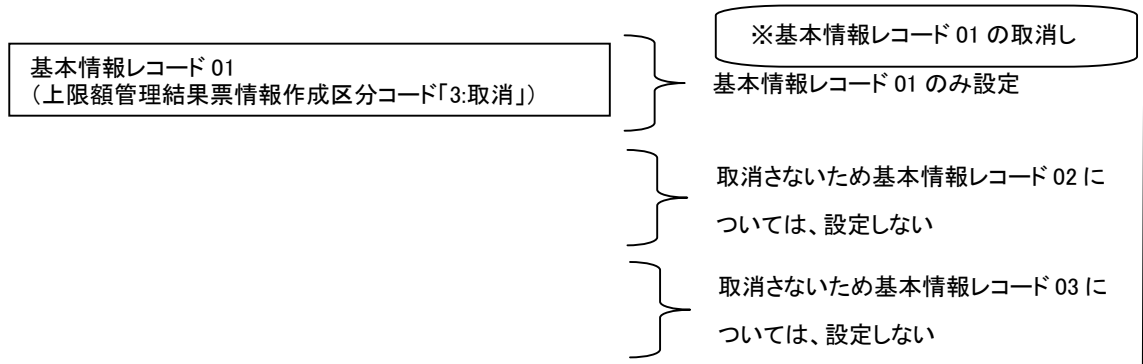 ※基本情報レコード 01 の取消し
基本情報レコード 01
（上限額管理結果票情報作成区分コード「3:取消」）
基本情報レコード 01 のみ設定
取消さないため基本情報レコード 02 に
ついては、設定しない
取消さないため基本情報レコード 03 に
ついては、設定しない